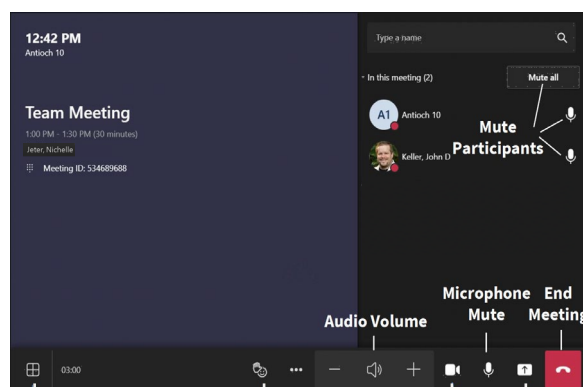 12:42 PM
Antioch 10
Team Meeting
1:00 PM - 1:30 PM (30 minutes)
Jeter, Nichelle
Meeting ID: 534689688
Type a name
In this meeting (2)
Mute all
A1
Antioch 10
Keller, John D
Mute
Participants
Audio Volume
Microphone
Mute
End
Meeting
03:00